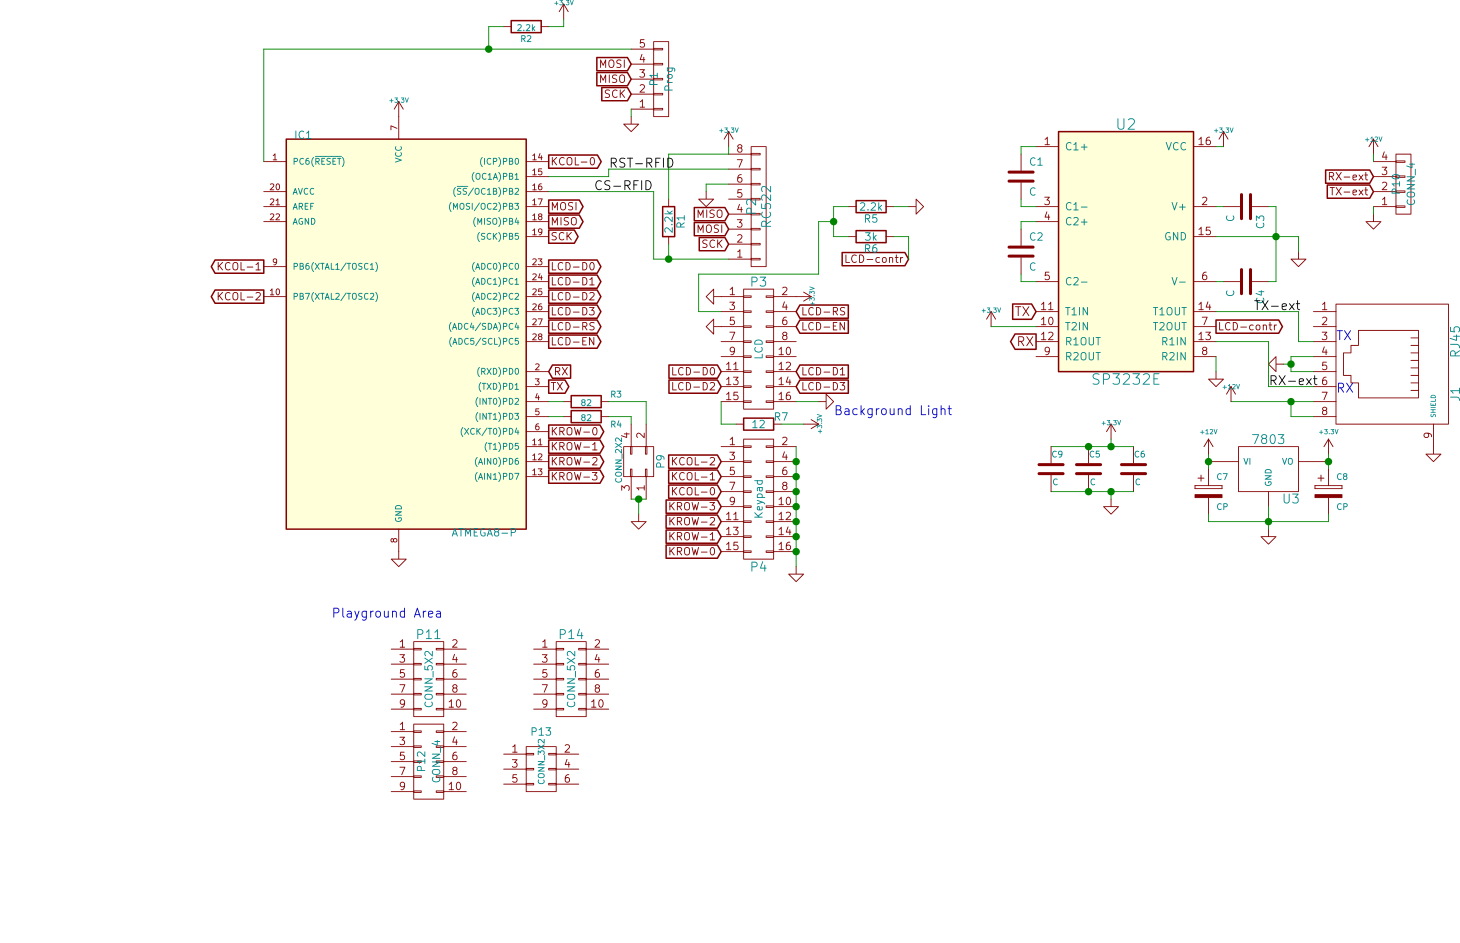 +3.3V
2.2k
R2
5
MOSI 4
MISO 3
SCK 2
1
P1
Prog
IC1
+3.3V
7
VCC
1 PC6(RESET)
20 AVCC
21 AREF
22 AGND
KCOL-1 9 PB6(XTAL1/TOSC1)
KCOL-2 10 PB7(XTAL2/TOSC2)
(ICP)PB0 14 KCOL-0
(OC1A)PB1 15
(SS/OC1B)PB2 16
(MOSI/OC2)PB3 17 MOSI
(MISO)PB4 18 MISO
(SCK)PB5 19 SCK
(ADC0)PC0 23 LCD-D0
(ADC1)PC1 24 LCD-D1
(ADC2)PC2 25 LCD-D2
(ADC3)PC3 26 LCD-D3
(ADC4/SDA)PC4 27 LCD-RS
(ADC5/SCL)PC5 28 LCD-EN
(RXD)PD0 2 RX
(TXD)PD1 3 TX
(INT0)PD2 4
(INT1)PD3 5
(XCK/T0)PD4 6 KROW-0
(T1)PD5 11 KROW-1
(AIN0)PD6 12 KROW-2
(AIN1)PD7 13 KROW-3
GND
8
ATMEGA8-P
82
R3
82
R4
4 2
3 1
CONN_2X2
P9
RST-RFID
CS-RFID
+3.3V
2.2k
R1
8
7
6
5
MISO 4
MOSI 3
SCK 2
1
RC522
2.2k
R5
3k
R6
LCD-contr
P3
1 2 +3.3V
3 4 LCD-RS
5 6 LCD-EN
7 8
9 10
LCD-D0 11 12 LCD-D1
LCD-D2 13 14 LCD-D3
15 16
LCD
Background Light
R7
12
+3.3V
1 2
KCOL-2 3 4
KCOL-1 5 6
KCOL-0 7 8
KROW-3 9 10
KROW-2 11 12
KROW-1 13 14
KROW-0 15 16
Keypad
P4
U2
C1
C
C2
C
1 C1+
3 C1-
4 C2+
5 C2-
TX 11 T1IN
+3.3V
10 T2IN
RX 12 R1OUT
9 R2OUT
VCC 16
+3.3V
V+ 2
GND 15
V- 6
T1OUT 14
T2OUT 7 LCD-contr
R1IN 13
R2IN 8
SP3232E
C
C3
C
TX-ext
RX-ext
+12V
+12V
4
RX-ext 3
TX-ext 2
1
CONN_4
1
2
3 TX
4
5
6 RX
7
8
SHIELD
9
RJ45
J1
+3.3V
C9
C
C5
C
C6
C
+12V
7803
+3.3V
VI VO
GND
U3
+ C7
CP
+ C8
CP
Playground Area
P11
1 2
3 4
5 6
7 8
9 10
CONN_5X2
P14
1 2
3 4
5 6
7 8
9 10
CONN_5X2
1 2
3 4
5 6
7 8
9 10
P12
CONN_4
P13
1 2
3 4
5 6
CONN_3X2